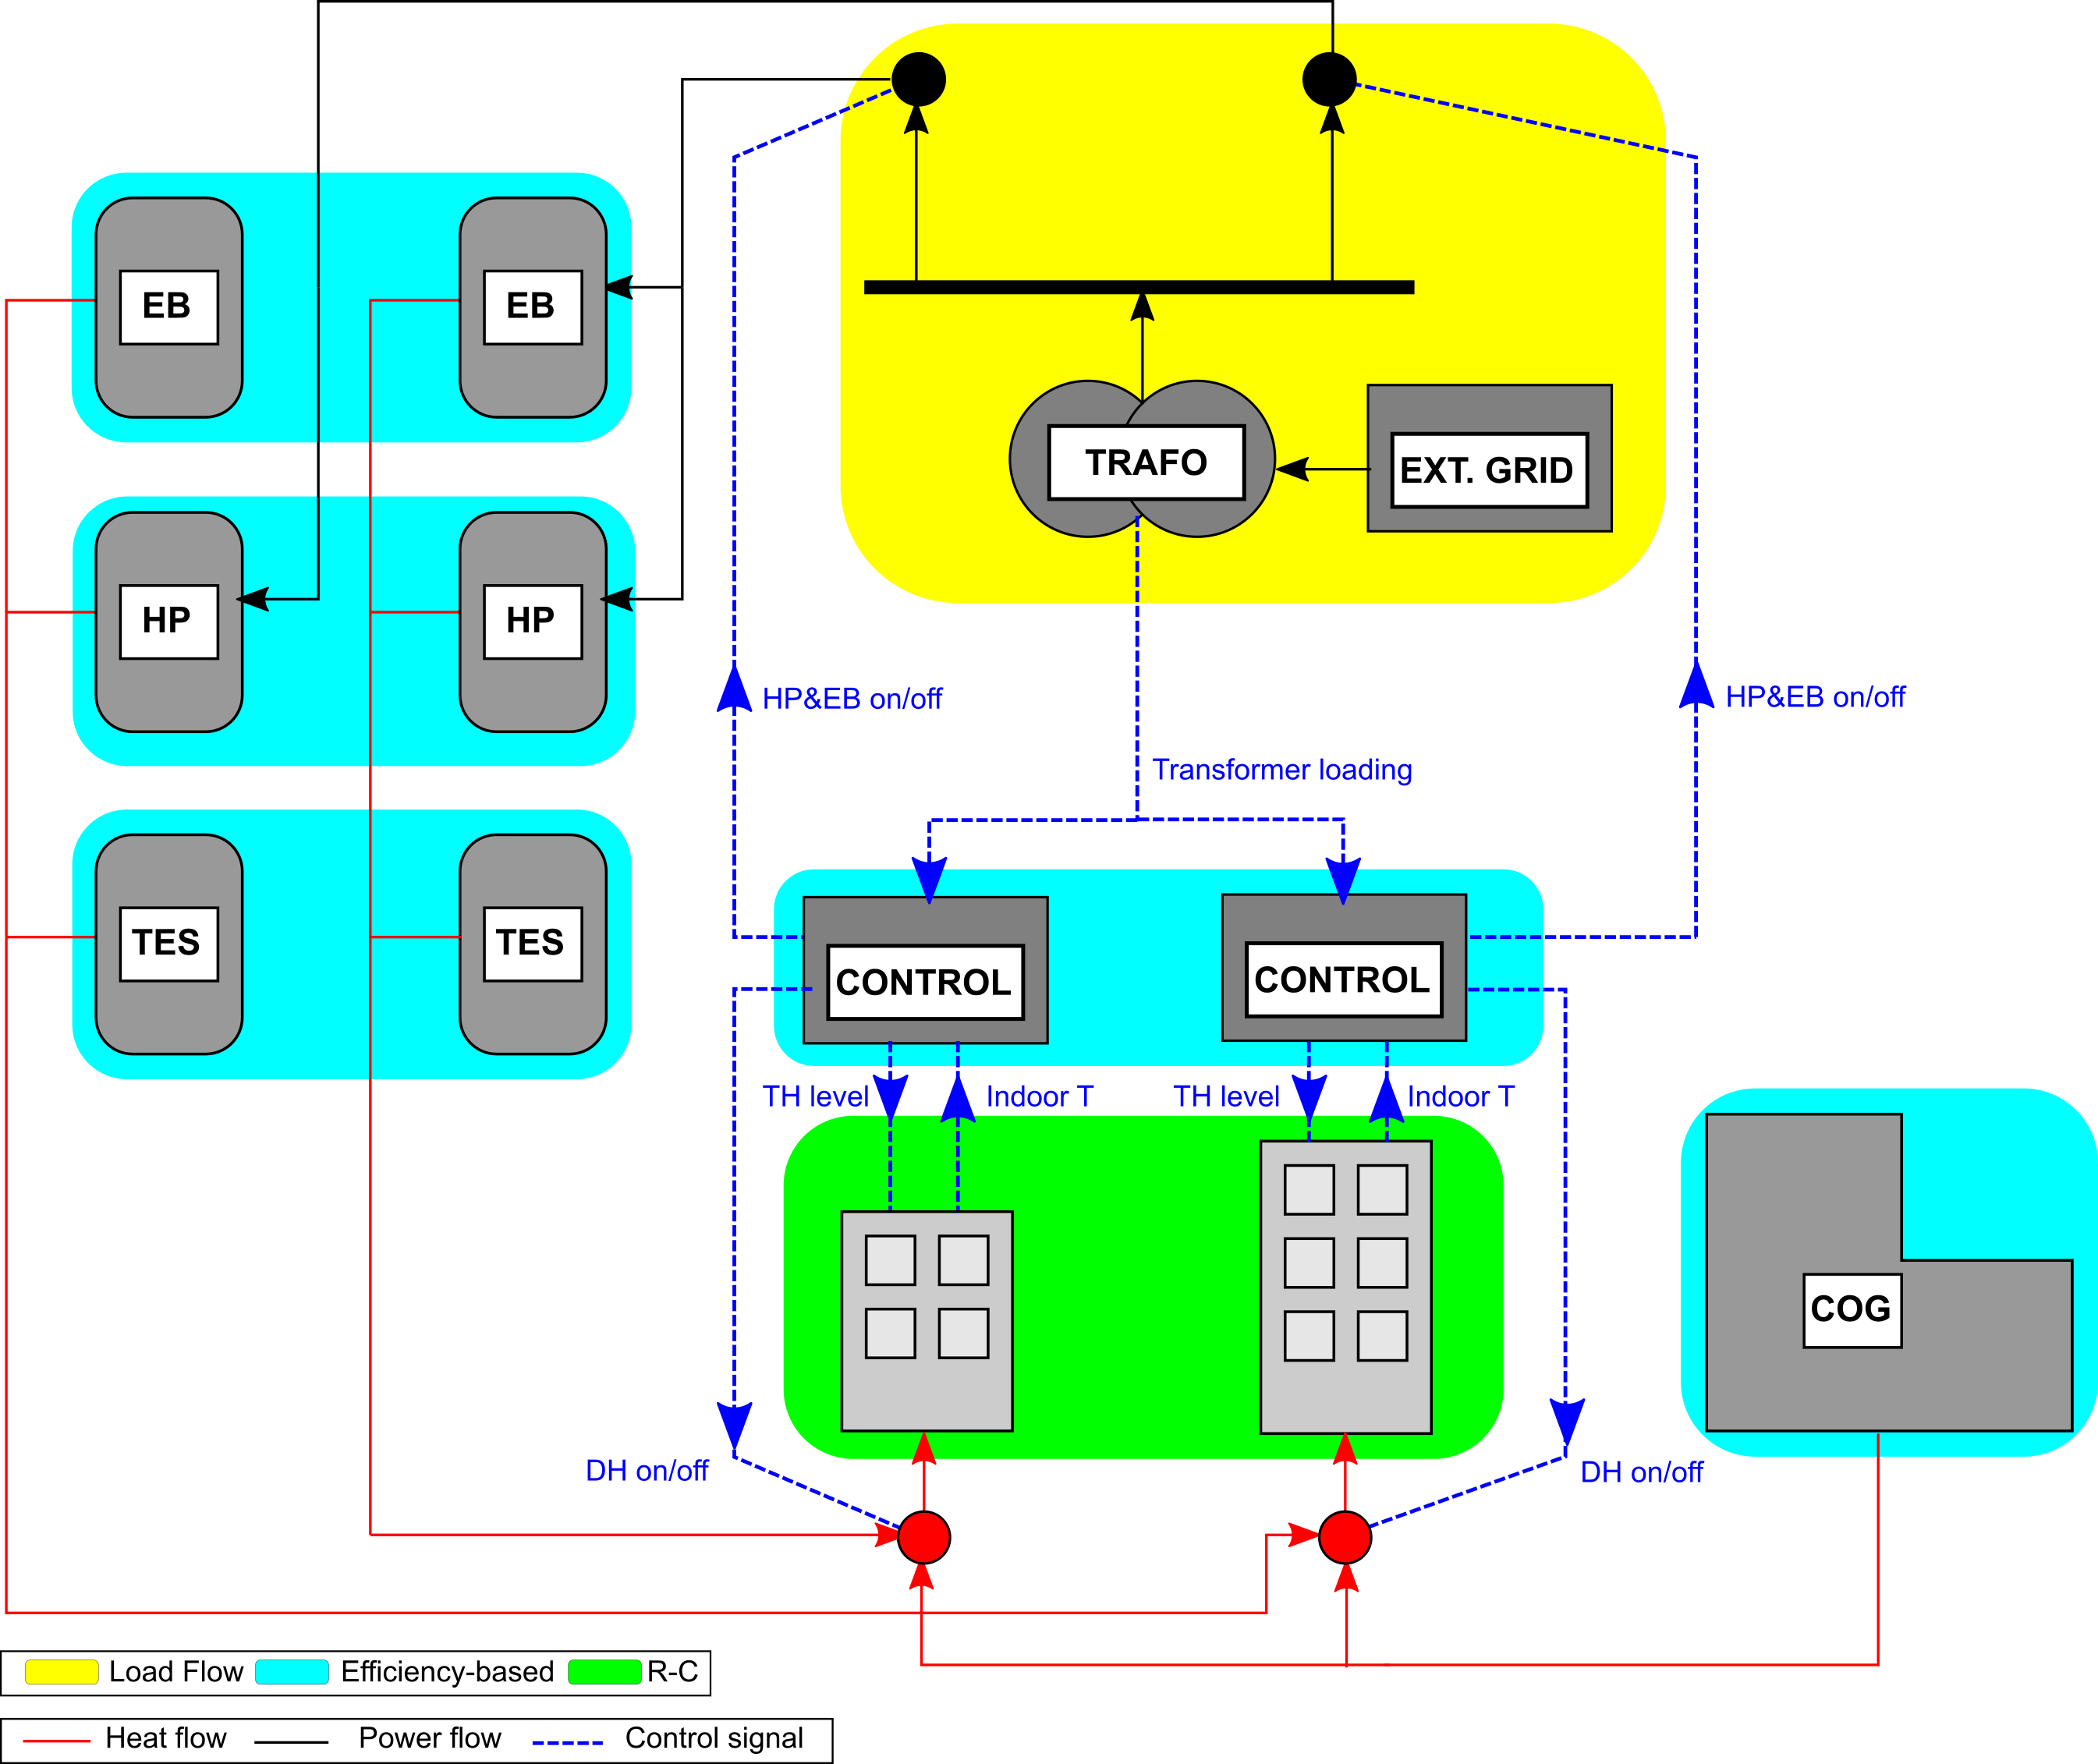 EB
EB
TRAFO
EXT. GRID
HP
HP
HP&EB on/off
HP&EB on/off
Transformer loading
TES
TES
CONTROL
CONTROL
TH level
Indoor T
TH level
Indoor T
COG
DH on/off
DH on/off
Load Flow
Efficiency-based
R-C
Heat flow
Power flow
Control signal